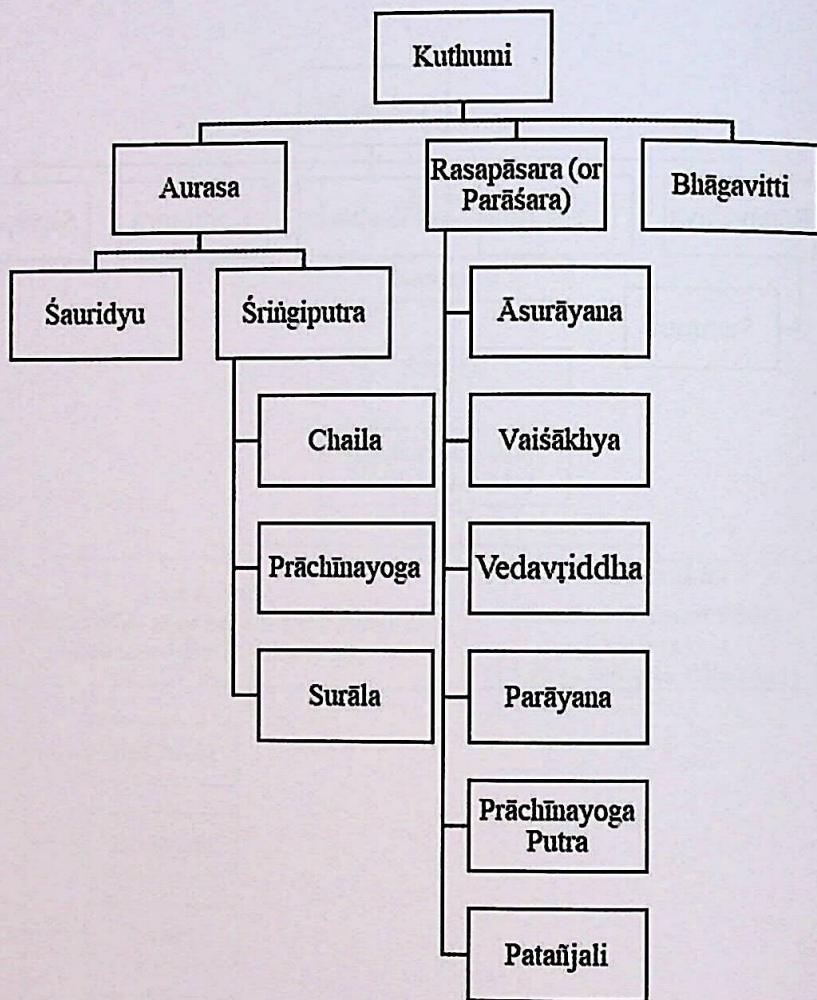 Kuthumi
Aurasa
Rasapāsara (or
Parāśara)
Bhāgavitti
Śauridyu
Śriṅgiputra
Āsurāyana
Chaila
Vaiśākhya
Prāchīnayoga
Vedavṛiddha
Surāla
Parāyana
Prāchīnayoga
Putra
Patañjali